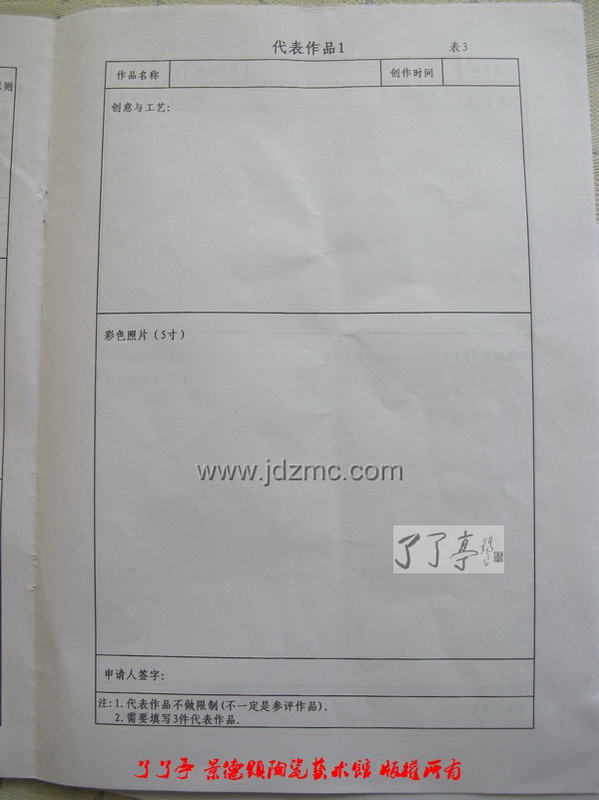 则
代表作品1
表3
作品名称
创作时间
创意与工艺:
彩色照片(5寸)
www.jdzmc.com
了了亭
申请人签字:
注:1.代表作品不做限制(不一定是参评作品).
2.需要填写3件代表作品.
了了亭 景德镇陶瓷艺术馆 版權所有